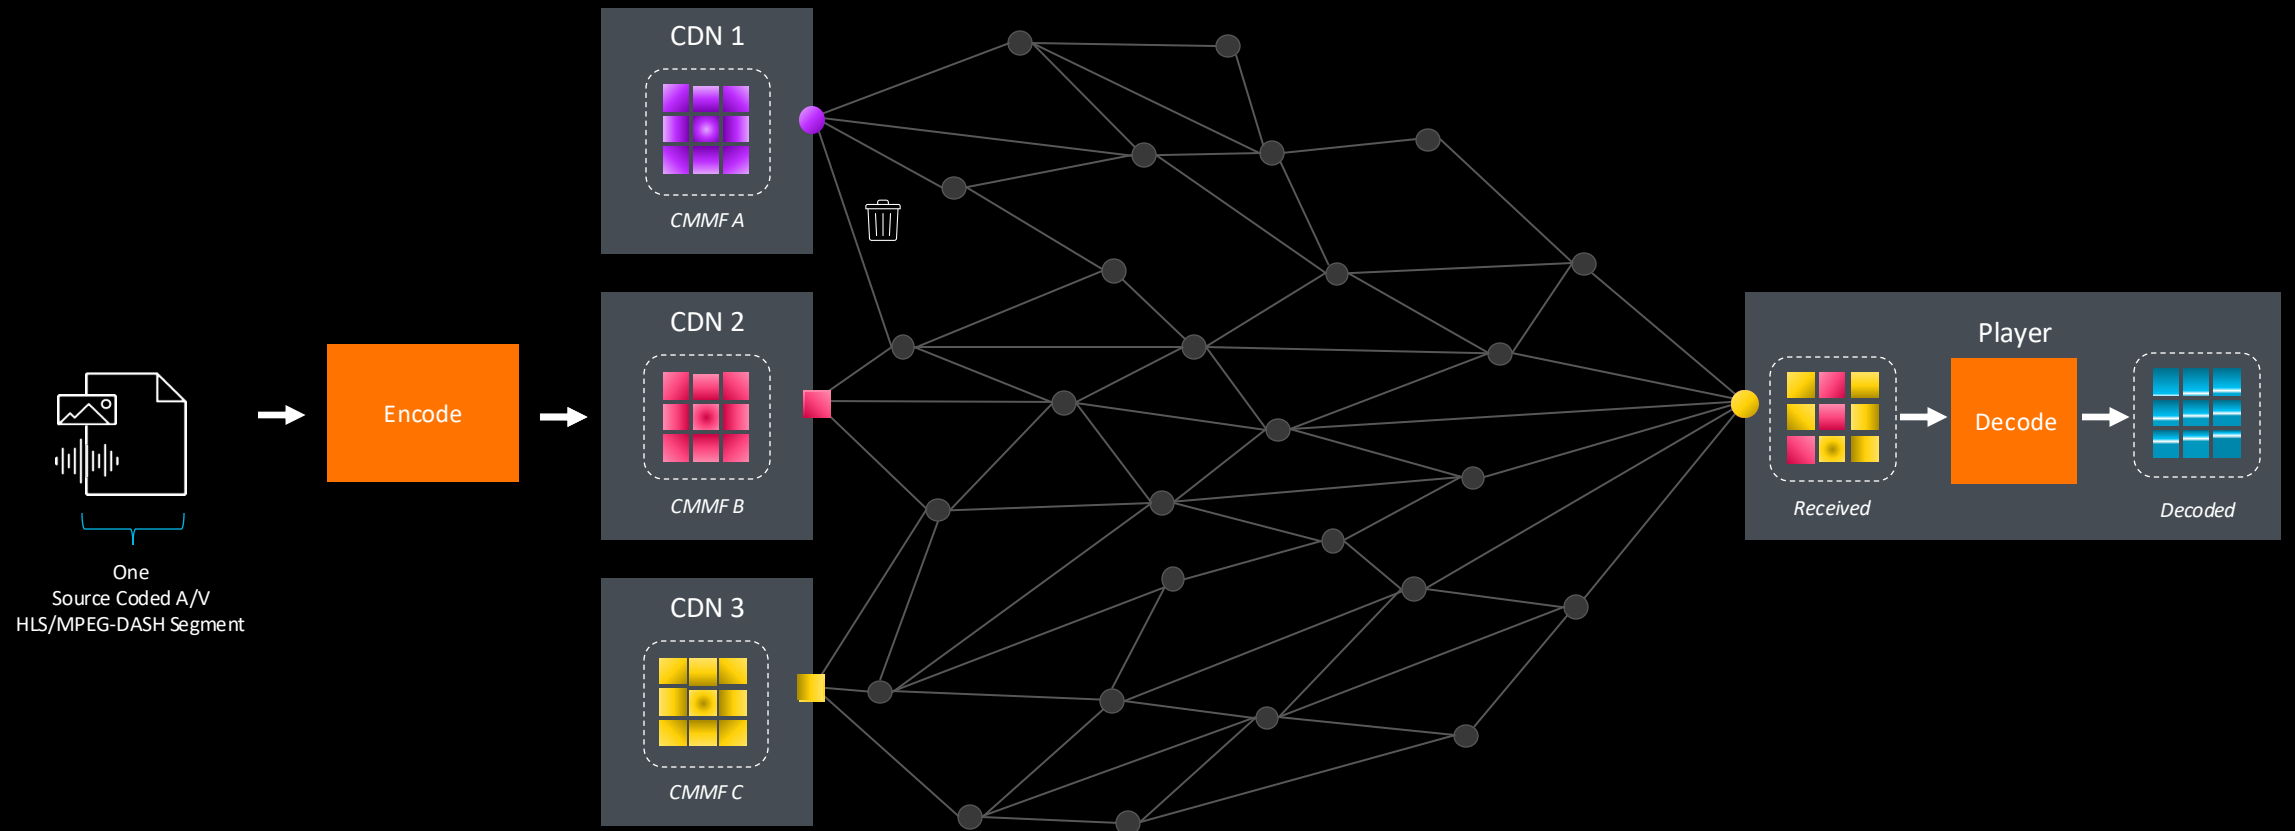 One
Source Coded A/V
HLS/MPEG-DASH Segment
Encode
CDN 1
CMMF A
CDN 2
CMMF B
CDN 3
CMMF C
Player
Received
Decode
Decoded